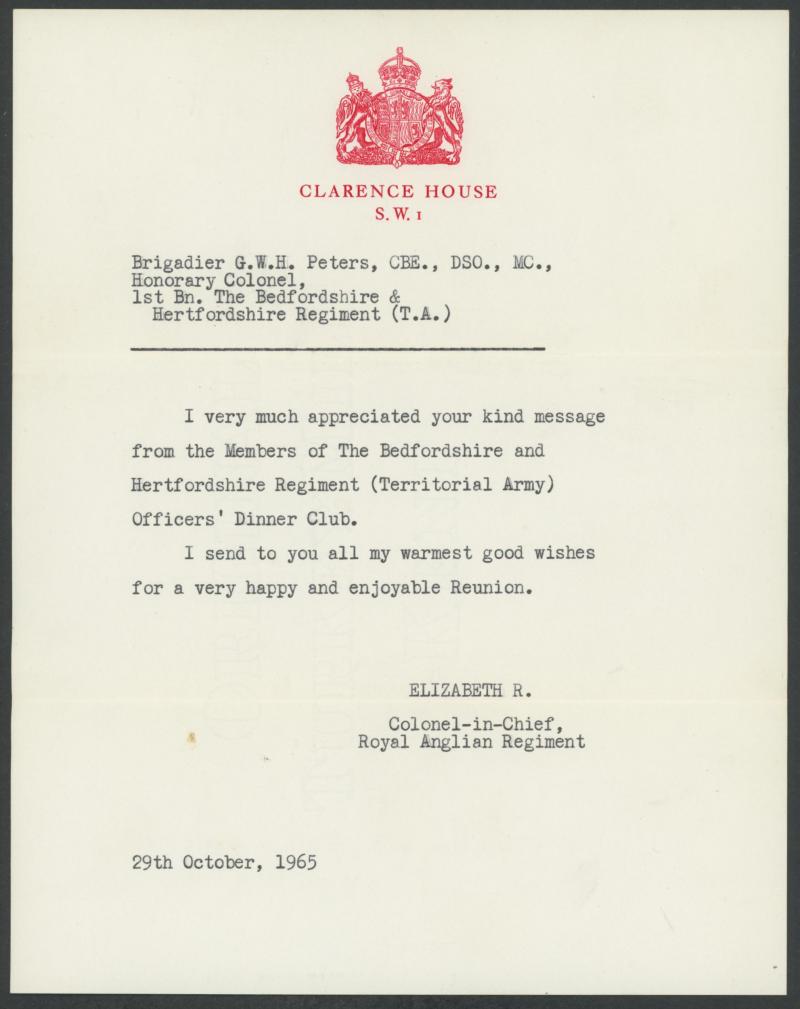 CLARENCE HOUSE
S.W. 1
Brigadier G.W.H. Peters, CBE., DSO., MC.,
Honorary Colonel,
1st Bn. The Bedfordshire &
Hertfordshire Regiment (T.A.)
I very much appreciated your kind message
from the Members of The Bedfordshire and
Hertfordshire Regiment (Territorial Army)
Officers' Dinner Club.
I send to you all my warmest good wishes
for a very happy and enjoyable Reunion.
ELIZABETH R.
Colonel-in-Chief,
Royal Anglian Regiment
29th October, 1965